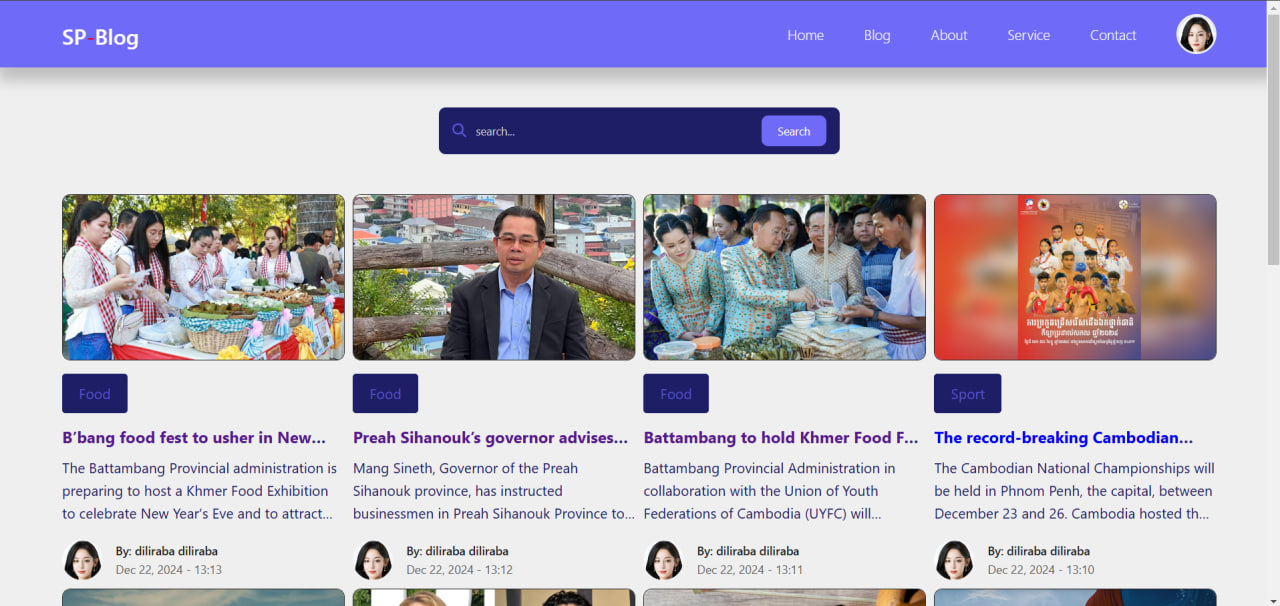 SP-Blog
Home
Blog
About
Service
Contact
search...
Search
Food
Food
Food
Sport
B’bang food fest to usher in New...
The Battambang Provincial administration is
preparing to host a Khmer Food Exhibition
to celebrate New Year’s Eve and to attract...
By: diliraba diliraba
Dec 22, 2024 - 13:13
Preah Sihanouk’s governor advises...
Mang Sineth, Governor of the Preah
Sihanouk province, has instructed
businessmen in Preah Sihanouk Province to...
By: diliraba diliraba
Dec 22, 2024 - 13:12
Battambang to hold Khmer Food F...
Battambang Provincial Administration in
collaboration with the Union of Youth
Federations of Cambodia (UYFC) will...
By: diliraba diliraba
Dec 22, 2024 - 13:11
The record-breaking Cambodian...
The Cambodian National Championships will
be held in Phnom Penh, the capital, between
December 23 and 26. Cambodia hosted th...
By: diliraba diliraba
Dec 22, 2024 - 13:10